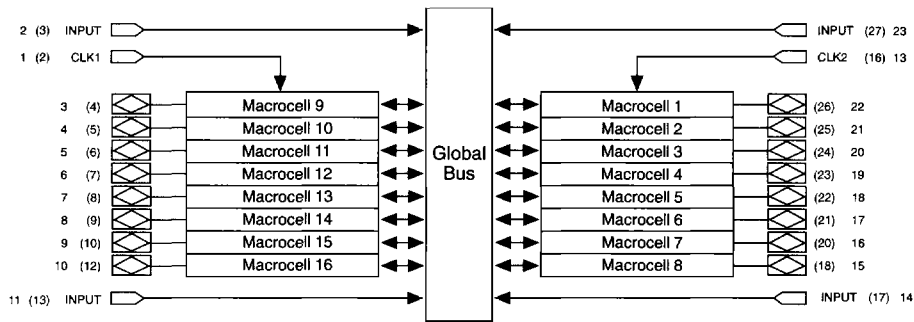 2 (3) INPUT
INPUT (27) 23
1 (2) CLK1
CLK2 (16) 13
3 (4) Macrocell 9
Macrocell 1 (26) 22
4 (5) Macrocell 10
Macrocell 2 (25) 21
5 (6) Macrocell 11
Macrocell 3 (24) 20
Global
Bus
6 (7) Macrocell 12
Macrocell 4 (23) 19
7 (8) Macrocell 13
Macrocell 5 (22) 18
8 (9) Macrocell 14
Macrocell 6 (21) 17
9 (10) Macrocell 15
Macrocell 7 (20) 16
10 (12) Macrocell 16
Macrocell 8 (18) 15
11 (13) INPUT
INPUT (17) 14